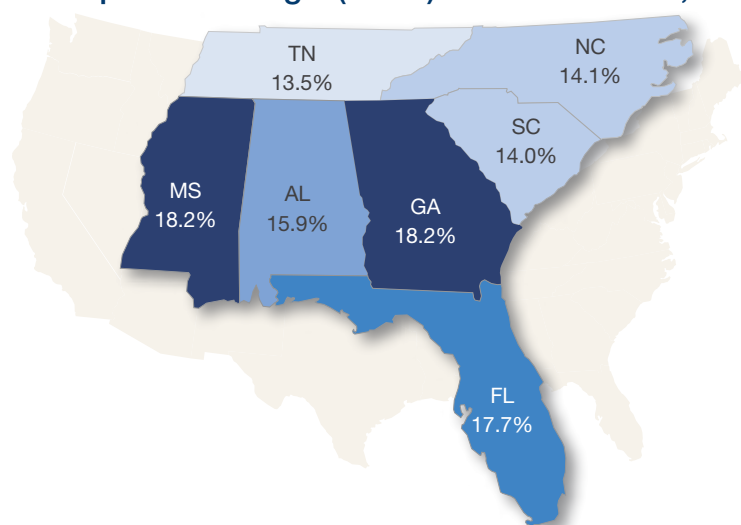 TN
13.5%
NC
14.1%
SC
14.0%
MS
18.2%
AL
15.9%
GA
18.2%
FL
17.7%